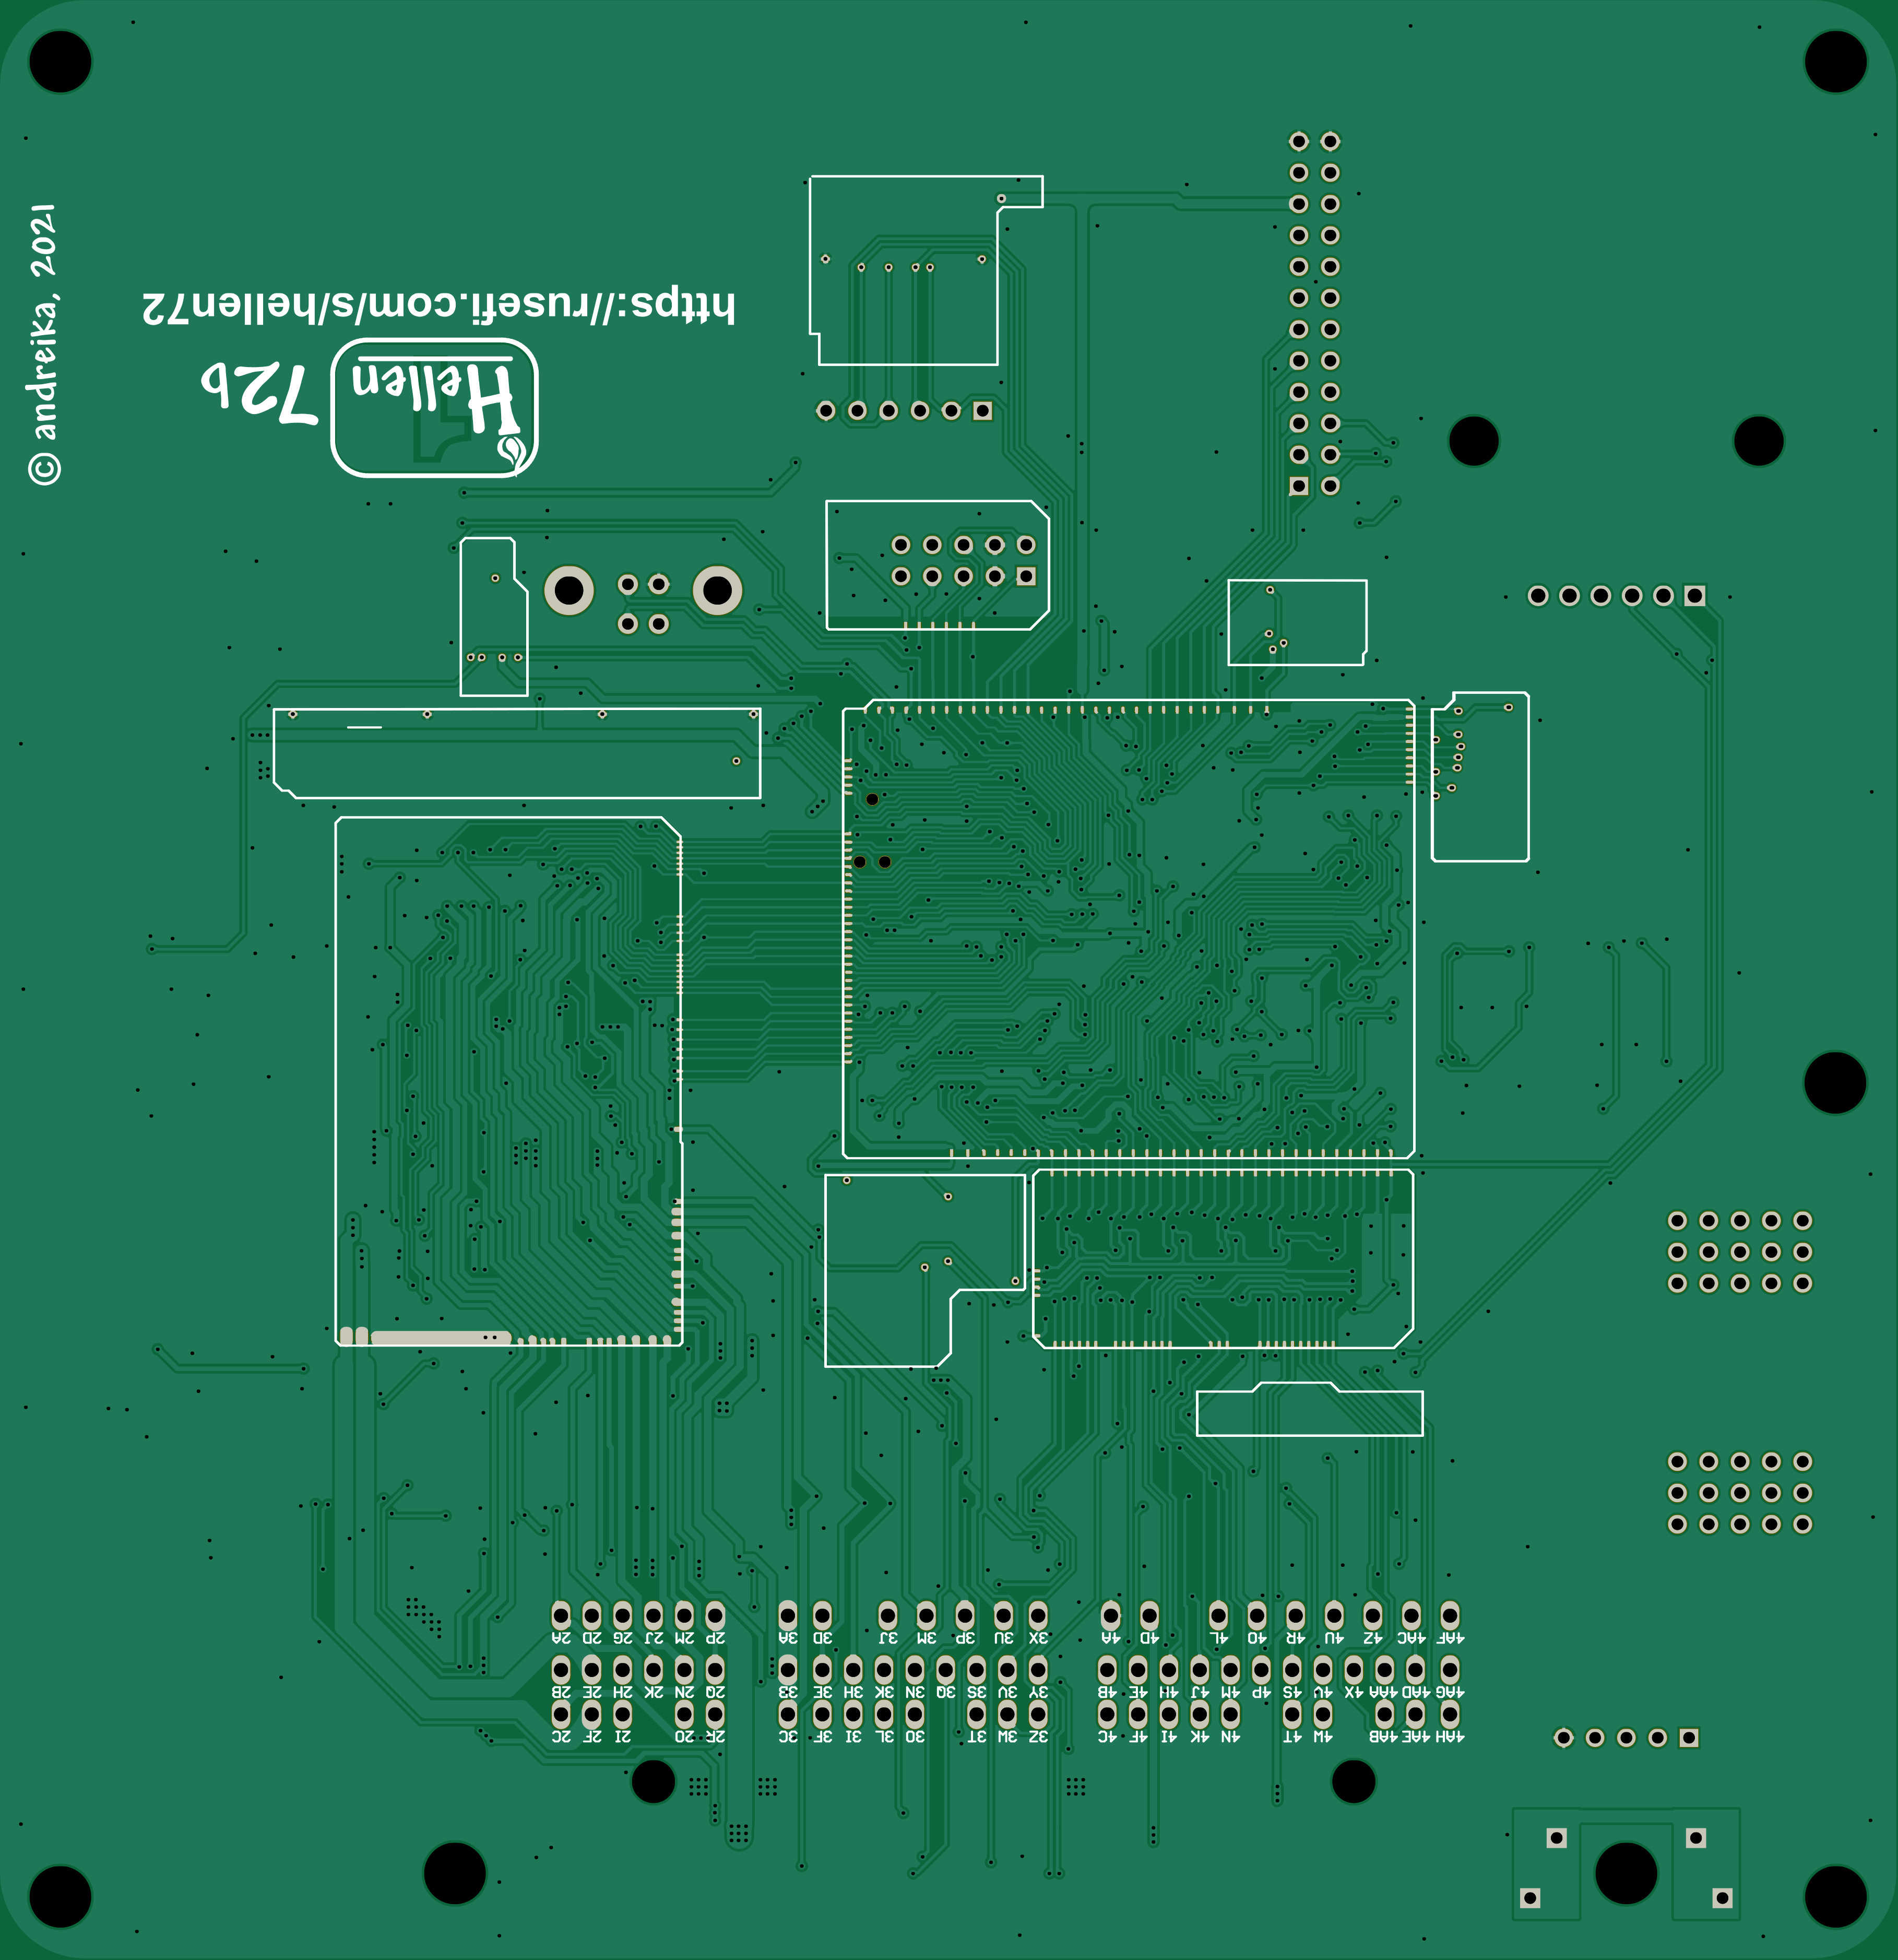 © andreika, 2021
https://rusefi.com/s/hellen72
Hellen 72b
2A 2D 2G 2J 2M 2P 3A 3D 3J 3M 3P 3U 3X 4A 4D 4L 4O 4R 4U 4Z 4AC 4AF
2B 2E 2H 2K 2N 2Q 3B 3E 3H 3K 3N 3Q 3S 3V 3Y 4B 4E 4H 4J 4M 4P 4S 4V 4X 4AA 4AD 4AG
2C 2F 2I 2O 2R 3C 3F 3I 3L 3O 3T 3W 3Z 4C 4F 4I 4K 4N 4T 4W 4AB 4AE 4AH